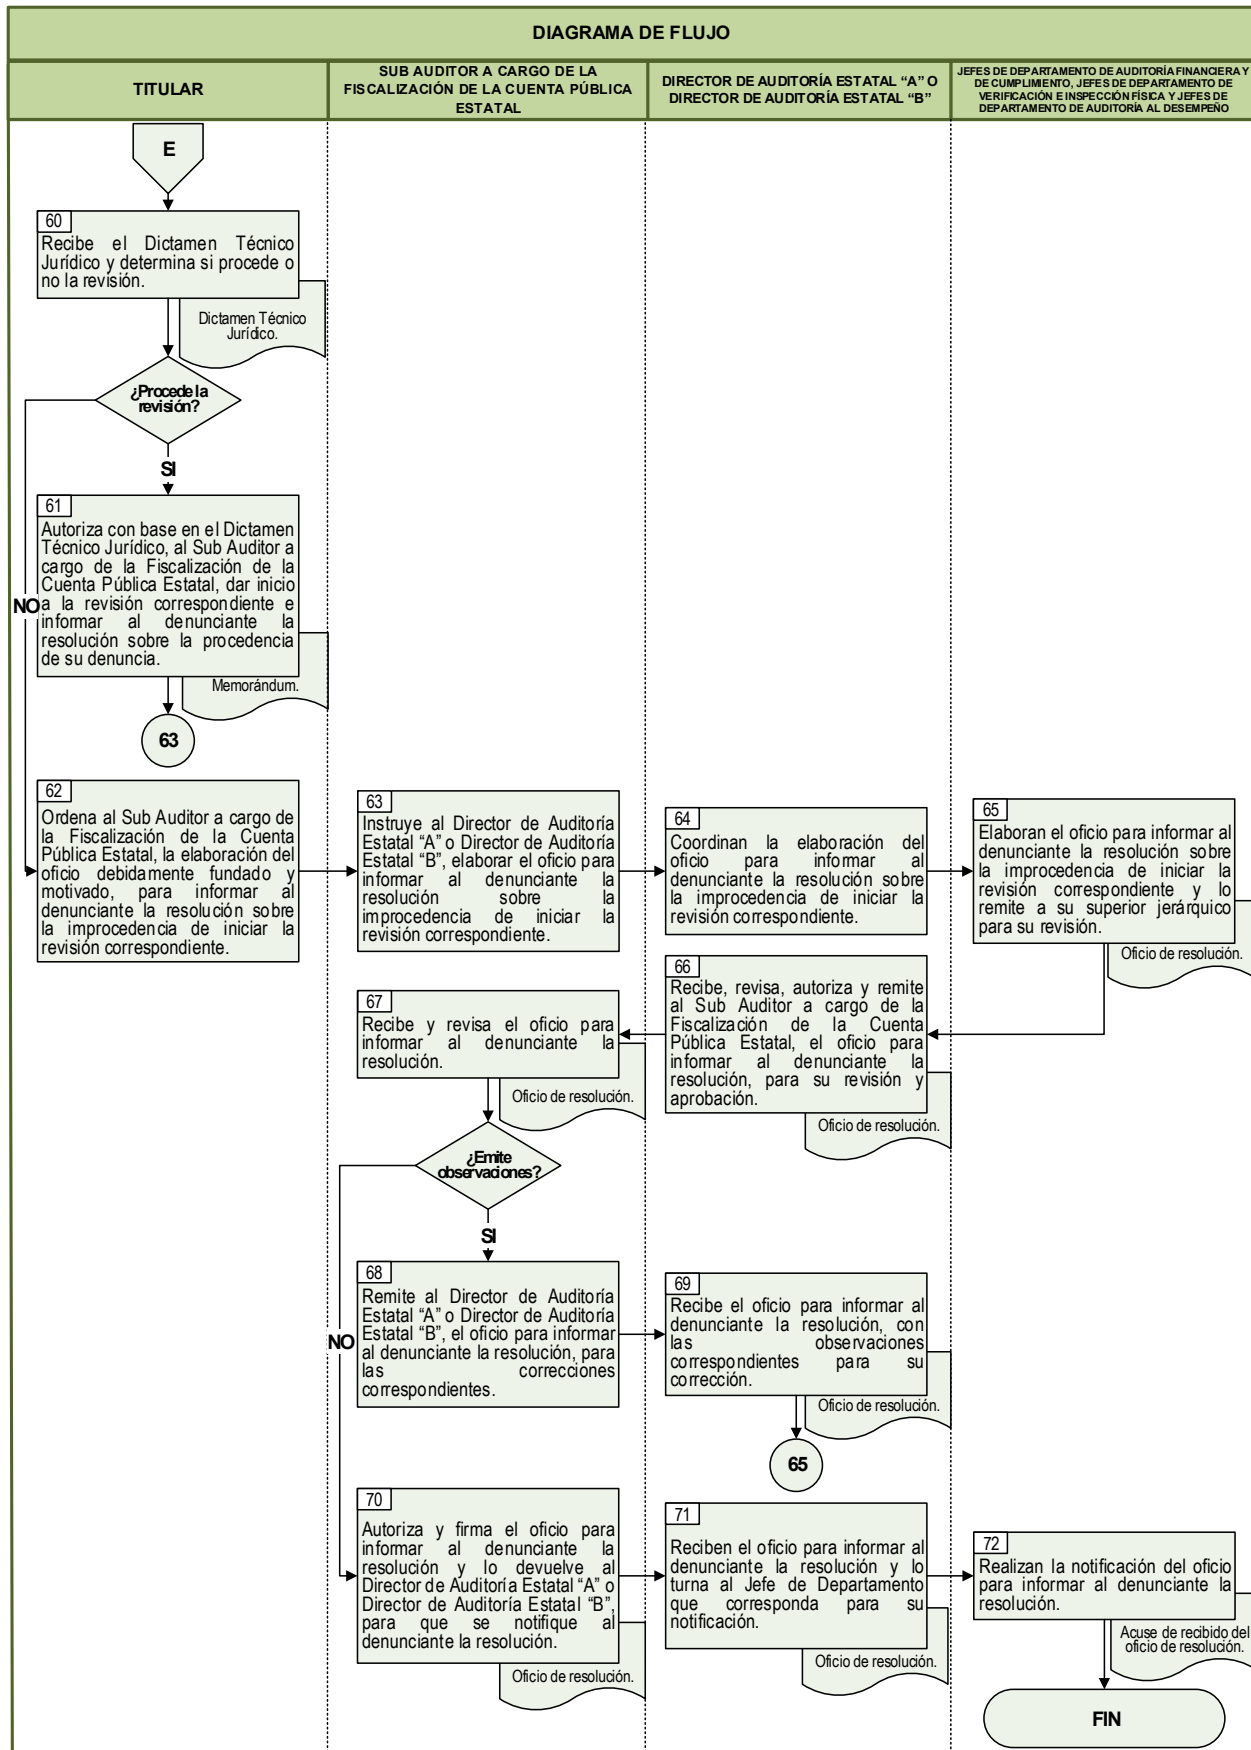 DIAGRAMA DE FLUJO
TITULAR
SUB AUDITOR A CARGO DE LA
FISCALIZACIÓN DE LA CUENTA PÚBLICA
ESTATAL
DIRECTOR DE AUDITORÍA ESTATAL “A” O
DIRECTOR DE AUDITORÍA ESTATAL “B”
JEFES DE DEPARTAMENTO DE AUDITORÍA FINANCIERA Y
DE CUMPLIMIENTO, JEFES DE DEPARTAMENTO DE
VERIFICACIÓN E INSPECCIÓN FÍSICA Y JEFES DE
DEPARTAMENTO DE AUDITORÍA AL DESEMPEÑO
E
60
Recibe el Dictamen Técnico
Jurídico y determina si procede o
no la revisión.
Dictamen Técnico
Jurídico.
¿Procede la
revisión?
SI
61
Autoriza con base en el Dictamen
Técnico Jurídico, al Sub Auditor a
cargo de la Fiscalización de la
Cuenta Pública Estatal, dar inicio
a la revisión correspondiente e
informar al denunciante la
resolución sobre la procedencia
de su denuncia.
NO
Memorándum.
63
62
Ordena al Sub Auditor a cargo de
la Fiscalización de la Cuenta
Pública Estatal, la elaboración del
oficio debidamente fundado y
motivado, para informar al
denunciante la resolución sobre
la improcedencia de iniciar la
revisión correspondiente.
63
Instruye al Director de Auditoría
Estatal “A” o Director de Auditoría
Estatal “B”, elaborar el oficio para
informar al denunciante la
resolución sobre la
improcedencia de iniciar la
revisión correspondiente.
64
Coordinan la elaboración del
oficio para informar al
denunciante la resolución sobre
la improcedencia de iniciar la
revisión correspondiente.
65
Elaboran el oficio para informar al
denunciante la resolución sobre
la improcedencia de iniciar la
revisión correspondiente y lo
remite a su superior jerárquico
para su revisión.
Oficio de resolución.
66
Recibe, revisa, autoriza y remite
al Sub Auditor a cargo de la
Fiscalización de la Cuenta
Pública Estatal, el oficio para
informar al denunciante la
resolución, para su revisión y
aprobación.
Oficio de resolución.
67
Recibe y revisa el oficio para
informar al denunciante la
resolución.
Oficio de resolución.
¿Emite
observaciones?
SI
68
Remite al Director de Auditoría
Estatal “A” o Director de Auditoría
Estatal “B”, el oficio para informar
al denunciante la resolución, para
las correcciones
correspondientes.
NO
69
Recibe el oficio para informar al
denunciante la resolución, con
las observaciones
correspondientes para su
corrección.
Oficio de resolución.
65
70
Autoriza y firma el oficio para
informar al denunciante la
resolución y lo devuelve al
Director de Auditoría Estatal “A” o
Director de Auditoría Estatal “B”,
para que se notifique al
denunciante la resolución.
Oficio de resolución.
71
Reciben el oficio para informar al
denunciante la resolución y lo
turna al Jefe de Departamento
que corresponda para su
notificación.
Oficio de resolución.
72
Realizan la notificación del oficio
para informar al denunciante la
resolución.
Acuse de recibido del
oficio de resolución.
FIN